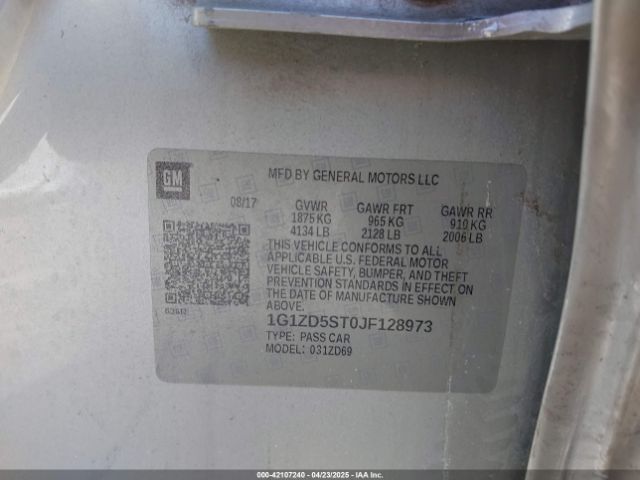 GM
MFD BY GENERAL MOTORS LLC
08/17
GVWR GAWR FRT GAWR RR
1875 KG 965 KG 910 KG
4134 LB 2128 LB 2006 LB
THIS VEHICLE CONFORMS TO ALL
APPLICABLE U.S. FEDERAL MOTOR
VEHICLE SAFETY, BUMPER, AND THEFT
PREVENTION STANDARDS IN EFFECT ON
THE DATE OF MANUFACTURE SHOWN
ABOVE.
1G1ZD5ST0JF128973
TYPE: PASS CAR
MODEL: 031ZD69
000-42107240 - 04/23/2025 - IAA Inc.